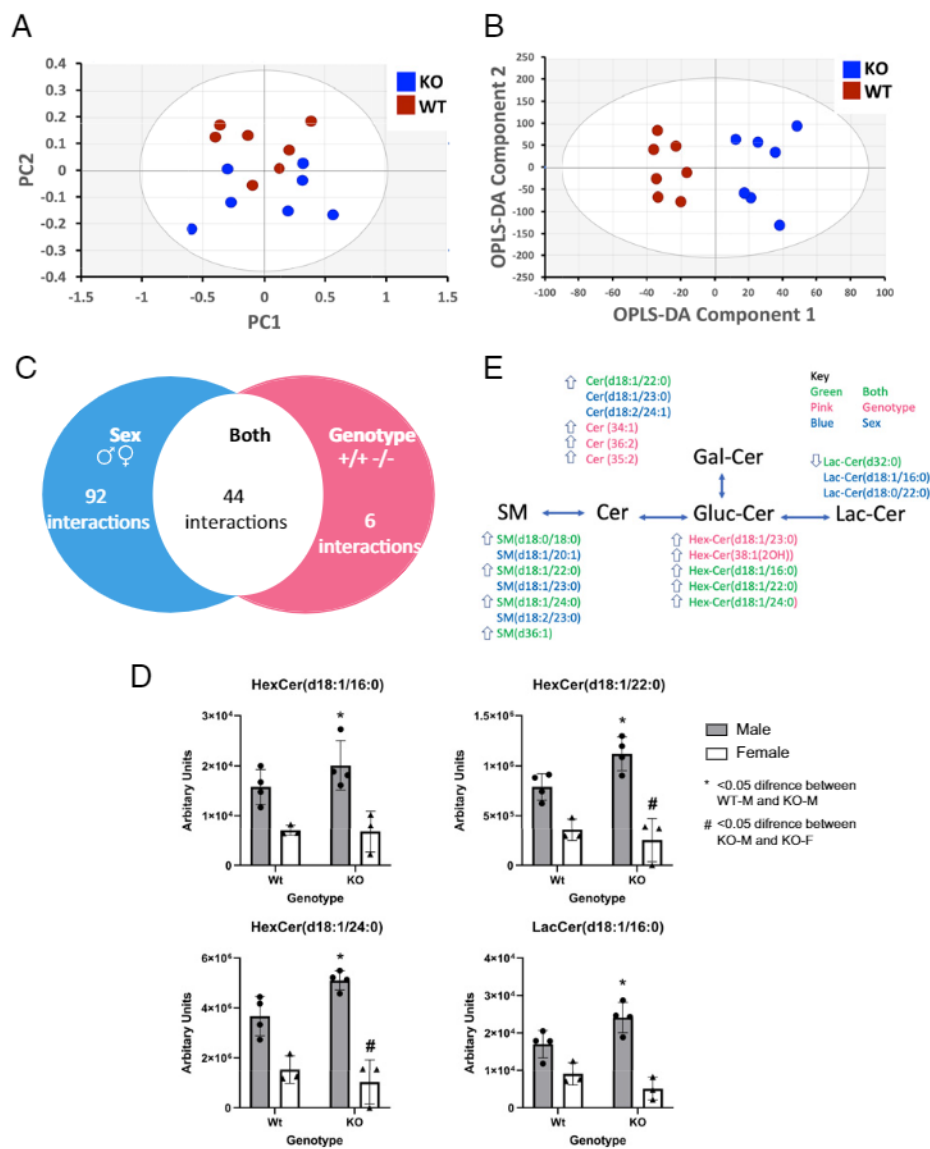 A
0.4
0.3
0.2
0.1
0
-0.1
-0.2
-0.3
-0.4
PC2
-1.5
-1
-0.5
0
0.5
1
1.5
PC1
KO
WT
B
250
200
150
100
50
0
-50
-100
-150
-200
-250
OPLS-DA Component 2
-100
-80
-60
-40
-20
0
20
40
60
80
100
OPLS-DA Component 1
KO
WT
C
Sex
♂♀
92
interactions
Both
44
interactions
Genotype
+/+ -/-
6
interactions
E
Cer(d18:1/22:0)
Cer(d18:1/23:0)
Cer(d18:2/24:1)
Cer (34:1)
Cer (36:2)
Cer (35:2)
Key
Green Both
Pink Genotype
Blue Sex
Gal-Cer
Lac-Cer(d32:0)
Lac-Cer(d18:1/16:0)
Lac-Cer(d18:0/22:0)
SM
Cer
Gluc-Cer
Lac-Cer
SM(d18:0/18:0)
SM(d18:1/20:1)
SM(d18:1/22:0)
SM(d18:1/23:0)
SM(d18:1/24:0)
SM(d18:2/23:0)
SM(d36:1)
Hex-Cer(d18:1/23:0)
Hex-Cer(38:1(2OH))
Hex-Cer(d18:1/16:0)
Hex-Cer(d18:1/22:0)
Hex-Cer(d18:1/24:0)
D
HexCer(d18:1/16:0)
3×10⁴
2×10⁴
1×10⁴
0
Arbitary Units
*
Wt
KO
Genotype
HexCer(d18:1/22:0)
1.5×10⁶
1×10⁶
5×10⁵
0
Arbitary Units
*
#
Wt
KO
Genotype
Male
Female
* <0.05 difrence between
WT-M and KO-M
# <0.05 difrence between
KO-M and KO-F
HexCer(d18:1/24:0)
6×10⁶
4×10⁶
2×10⁶
0
Arbitary Units
*
#
Wt
KO
Genotype
LacCer(d18:1/16:0)
4×10⁴
3×10⁴
2×10⁴
1×10⁴
0
Arbitary Units
*
Wt
KO
Genotype